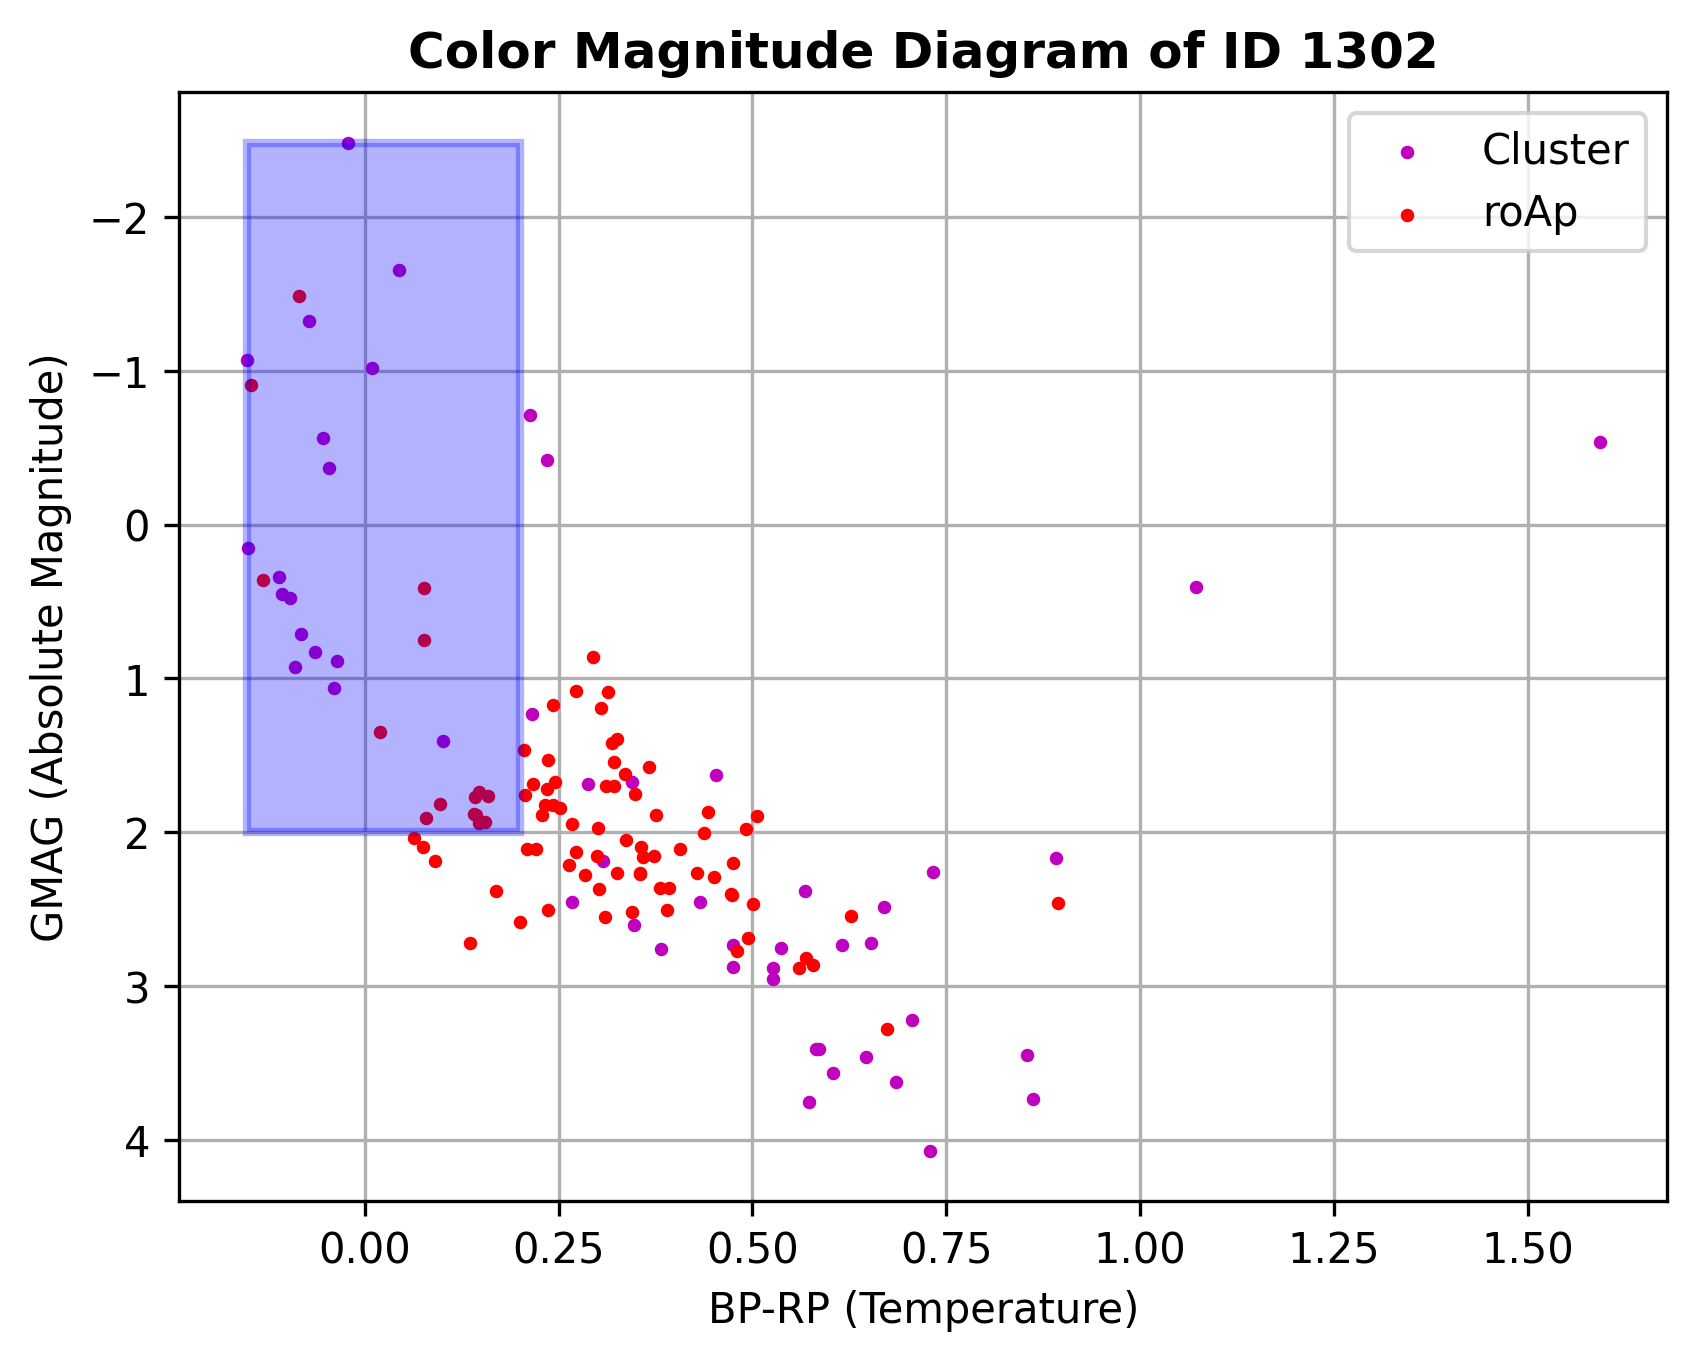 Color Magnitude Diagram of ID 1302
Cluster
roAp
−2
−1
0
1
2
3
4
GMAG (Absolute Magnitude)
0.00 0.25 0.50 0.75 1.00 1.25 1.50
BP-RP (Temperature)